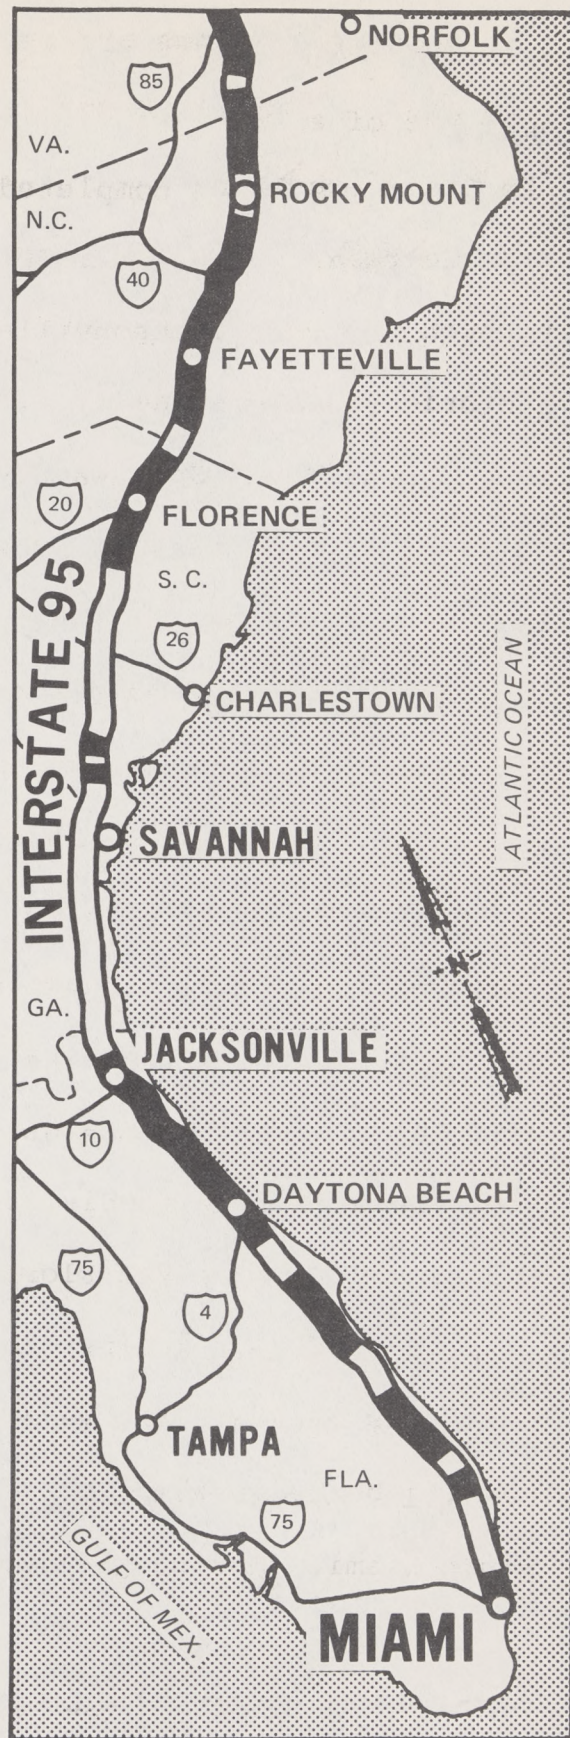 NORFOLK
85
VA.
ROCKY MOUNT
N.C.
40
FAYETTEVILLE
20
FLORENCE
S. C.
INTERSTATE 95
26
CHARLESTOWN
ATLANTIC OCEAN
SAVANNAH
N
GA.
JACKSONVILLE
10
DAYTONA BEACH
75
4
TAMPA
FLA.
75
GULF OF MEX.
MIAMI